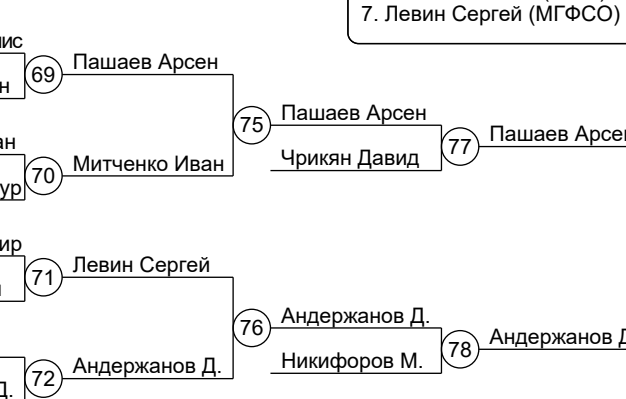 7. Левин Сергей (МГФСО)
69
Пашаев Арсен
75
Пашаев Арсен
77
Чрикян Давид
70
Митченко Иван
71
Левин Сергей
76
Андержанов Д.
78
Никифоров М.
72
Андержанов Д.